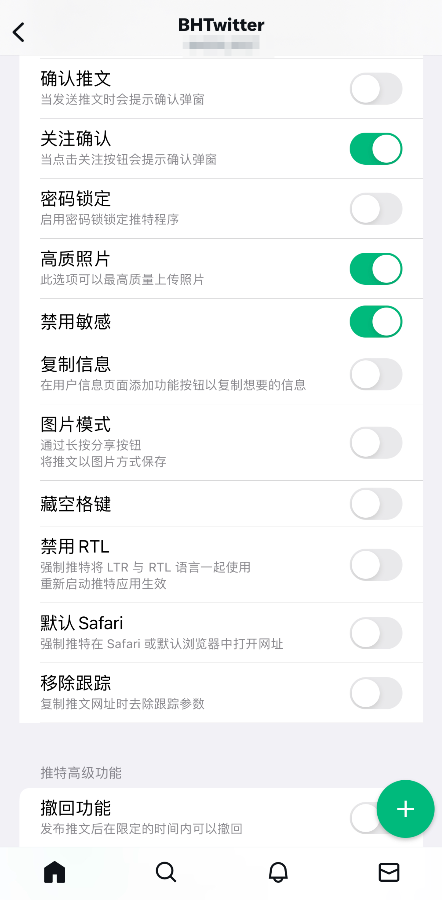 BHTwitter
确认推文
当发送推文时会提示确认弹窗
关注确认
当点击关注按钮会提示确认弹窗
密码锁定
启用密码锁锁定推特程序
高质照片
此选项可以最高质量上传照片
禁用敏感
复制信息
在用户信息页面添加功能按钮以复制想要的信息
图片模式
通过长按分享按钮
将推文以图片方式保存
藏空格键
禁用 RTL
强制推特将 LTR 与 RTL 语言一起使用
重新启动推特应用生效
默认 Safari
强制推特在 Safari 或默认浏览器中打开网址
移除跟踪
复制推文网址时去除跟踪参数
推特高级功能
撤回功能
发布推文后在限定的时间内可以撤回